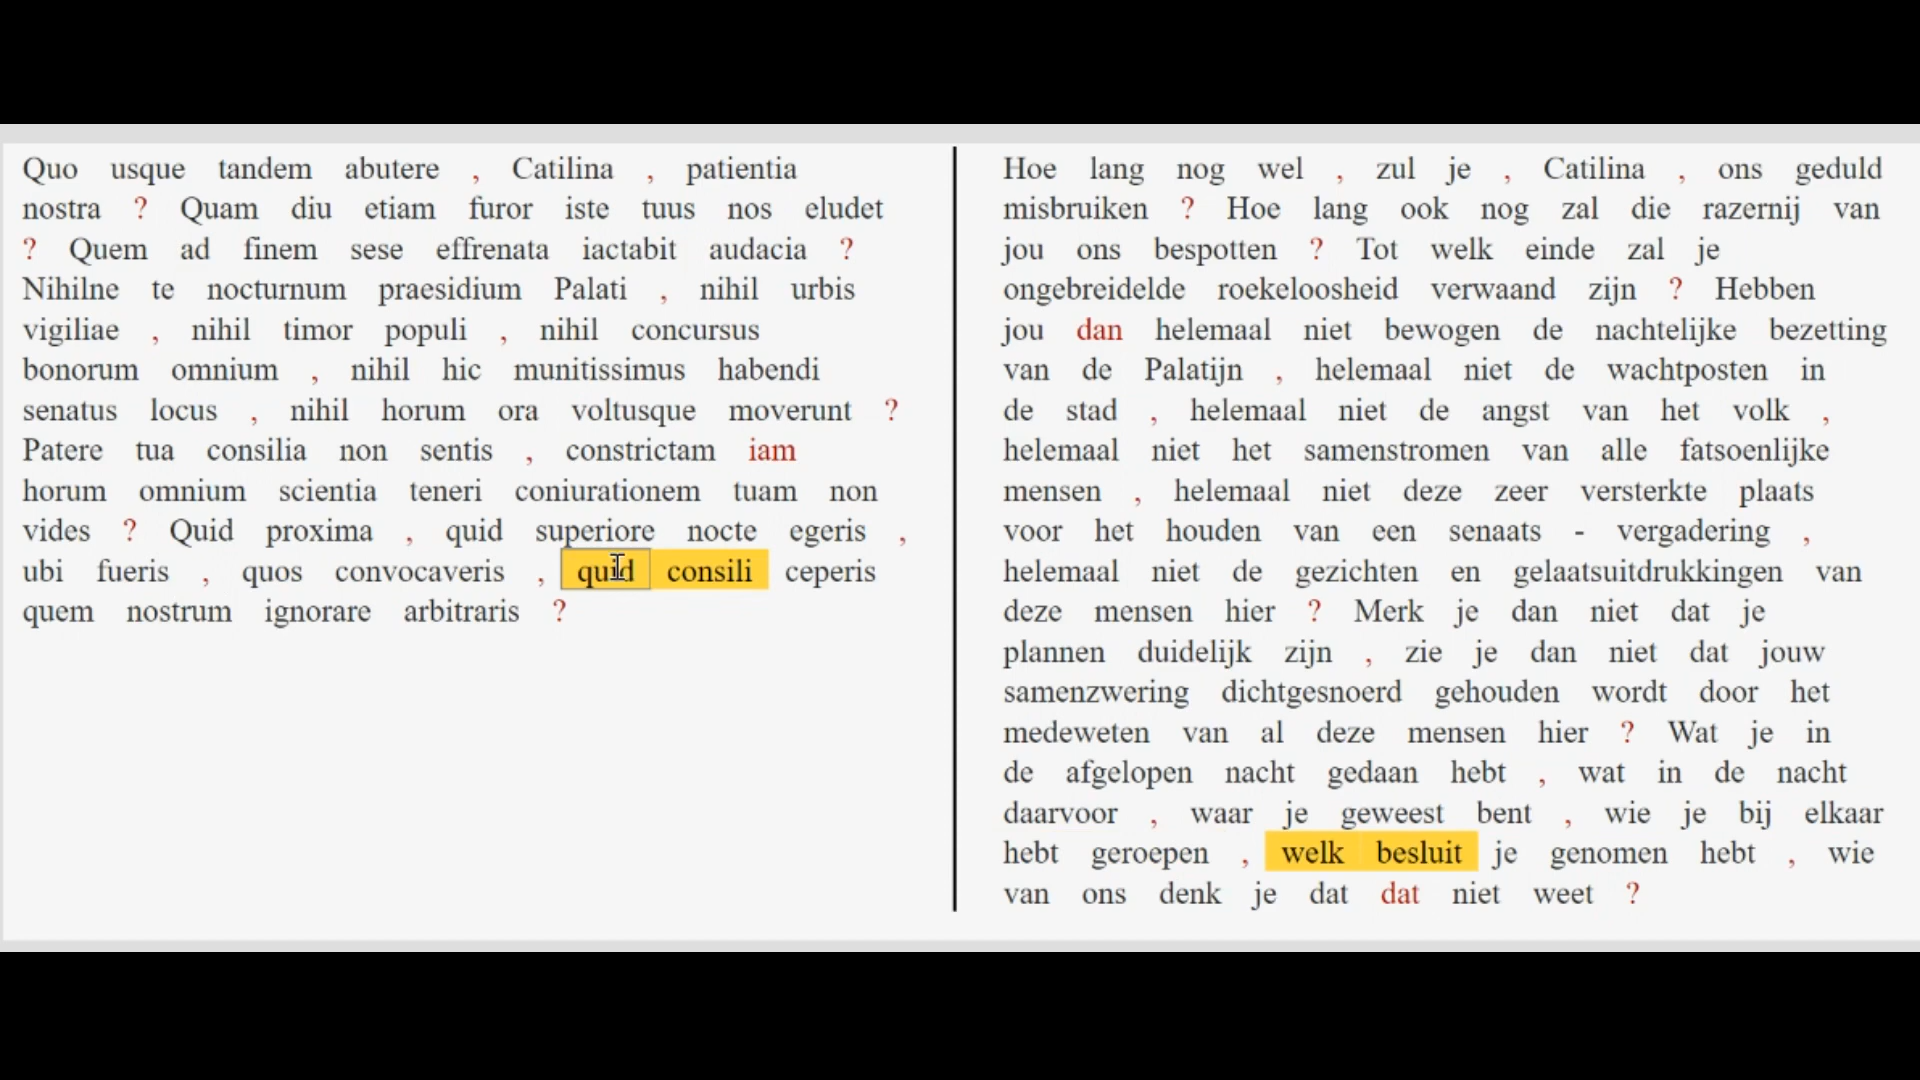 Quo usque tandem abutere , Catilina , patientia
nostra ? Quam diu etiam furor iste tuus nos eludet
? Quem ad finem sese effrenata iactabit audacia ?
Nihilne te nocturnum praesidium Palati , nihil urbis
vigiliae , nihil timor populi , nihil concursus
bonorum omnium , nihil hic munitissimus habendi
senatus locus , nihil horum ora voltusque moverunt ?
Patere tua consilia non sentis , constrictam iam
horum omnium scientia teneri coniurationem tuam non
vides ? Quid proxima , quid superiore nocte egeris ,
ubi fueris , quos convocaveris , quid consili ceperis
quem nostrum ignorare arbitraris ?
Hoe lang nog wel , zul je , Catilina , ons geduld
misbruiken ? Hoe lang ook nog zal die razernij van
jou ons bespotten ? Tot welk einde zal je
ongebreidelde roekeloosheid verwaand zijn ? Hebben
jou dan helemaal niet bewogen de nachtelijke bezetting
van de Palatijn , helemaal niet de wachtposten in
de stad , helemaal niet de angst van het volk ,
helemaal niet het samenstromen van alle fatsoenlijke
mensen , helemaal niet deze zeer versterkte plaats
voor het houden van een senaats - vergadering ,
helemaal niet de gezichten en gelaatsuitdrukkingen van
deze mensen hier ? Merk je dan niet dat je
plannen duidelijk zijn , zie je dan niet dat jouw
samenzwering dichtgesnoerd gehouden wordt door het
medeweten van al deze mensen hier ? Wat je in
de afgelopen nacht gedaan hebt , wat in de nacht
daarvoor , waar je geweest bent , wie je bij elkaar
hebt geroepen , welk besluit je genomen hebt , wie
van ons denk je dat dat niet weet ?